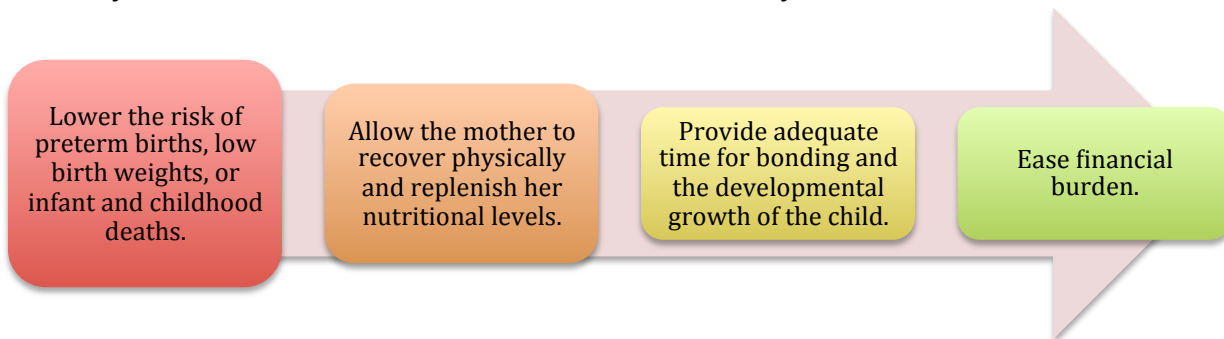 Lower the risk of
preterm births, low
birth weights, or
infant and childhood
deaths.
Allow the mother to
recover physically
and replenish her
nutritional levels.
Provide adequate
time for bonding and
the developmental
growth of the child.
Ease financial
burden.